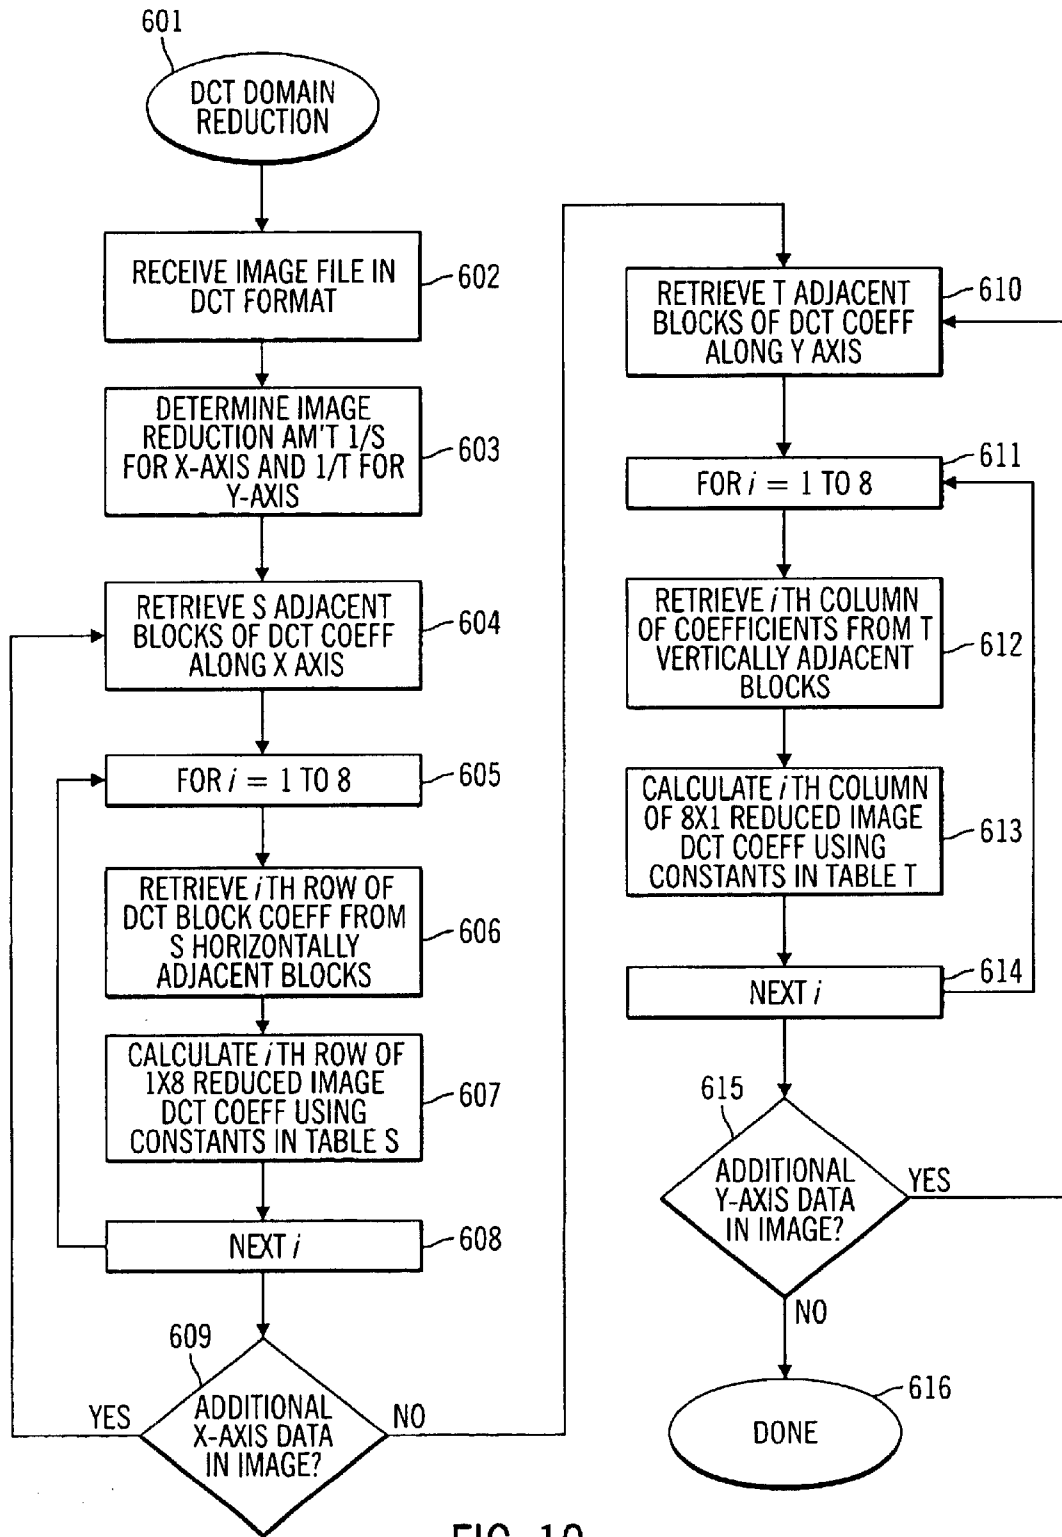 601
DCT DOMAIN
REDUCTION
RECEIVE IMAGE FILE IN
DCT FORMAT
602
DETERMINE IMAGE
REDUCTION AM'T 1/S
FOR X-AXIS AND 1/T FOR
Y-AXIS
603
RETRIEVE S ADJACENT
BLOCKS OF DCT COEFF
ALONG X AXIS
604
FOR i = 1 TO 8
605
RETRIEVE iTH ROW OF
DCT BLOCK COEFF FROM
S HORIZONTALLY
ADJACENT BLOCKS
606
CALCULATE iTH ROW OF
1X8 REDUCED IMAGE
DCT COEFF USING
CONSTANTS IN TABLE S
607
NEXT i
608
609
ADDITIONAL
X-AXIS DATA
IN IMAGE?
YES
NO
RETRIEVE T ADJACENT
BLOCKS OF DCT COEFF
ALONG Y AXIS
610
FOR i = 1 TO 8
611
RETRIEVE iTH COLUMN
OF COEFFICIENTS FROM T
VERTICALLY ADJACENT
BLOCKS
612
CALCULATE iTH COLUMN
OF 8X1 REDUCED IMAGE
DCT COEFF USING
CONSTANTS IN TABLE T
613
NEXT i
614
615
ADDITIONAL
Y-AXIS DATA
IN IMAGE?
YES
NO
DONE
616
FIG. 10